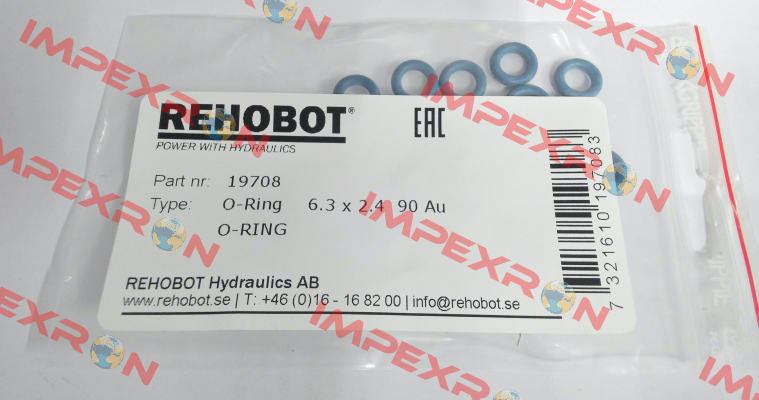 REHOBOT®
POWER WITH HYDRAULICS
EAC
Part nr: 19708
Type: O-Ring 6.3 x 2.4 90 Au
O-RING
REHOBOT Hydraulics AB
www.rehobot.se | T: +46 (0)16 - 16 82 00 | info@rehobot.se
7 321610 197083
IMPEXRON
IMPEXRON
IMPEXRON
IMPEXRON
IMPEXRON
IMPEXRON